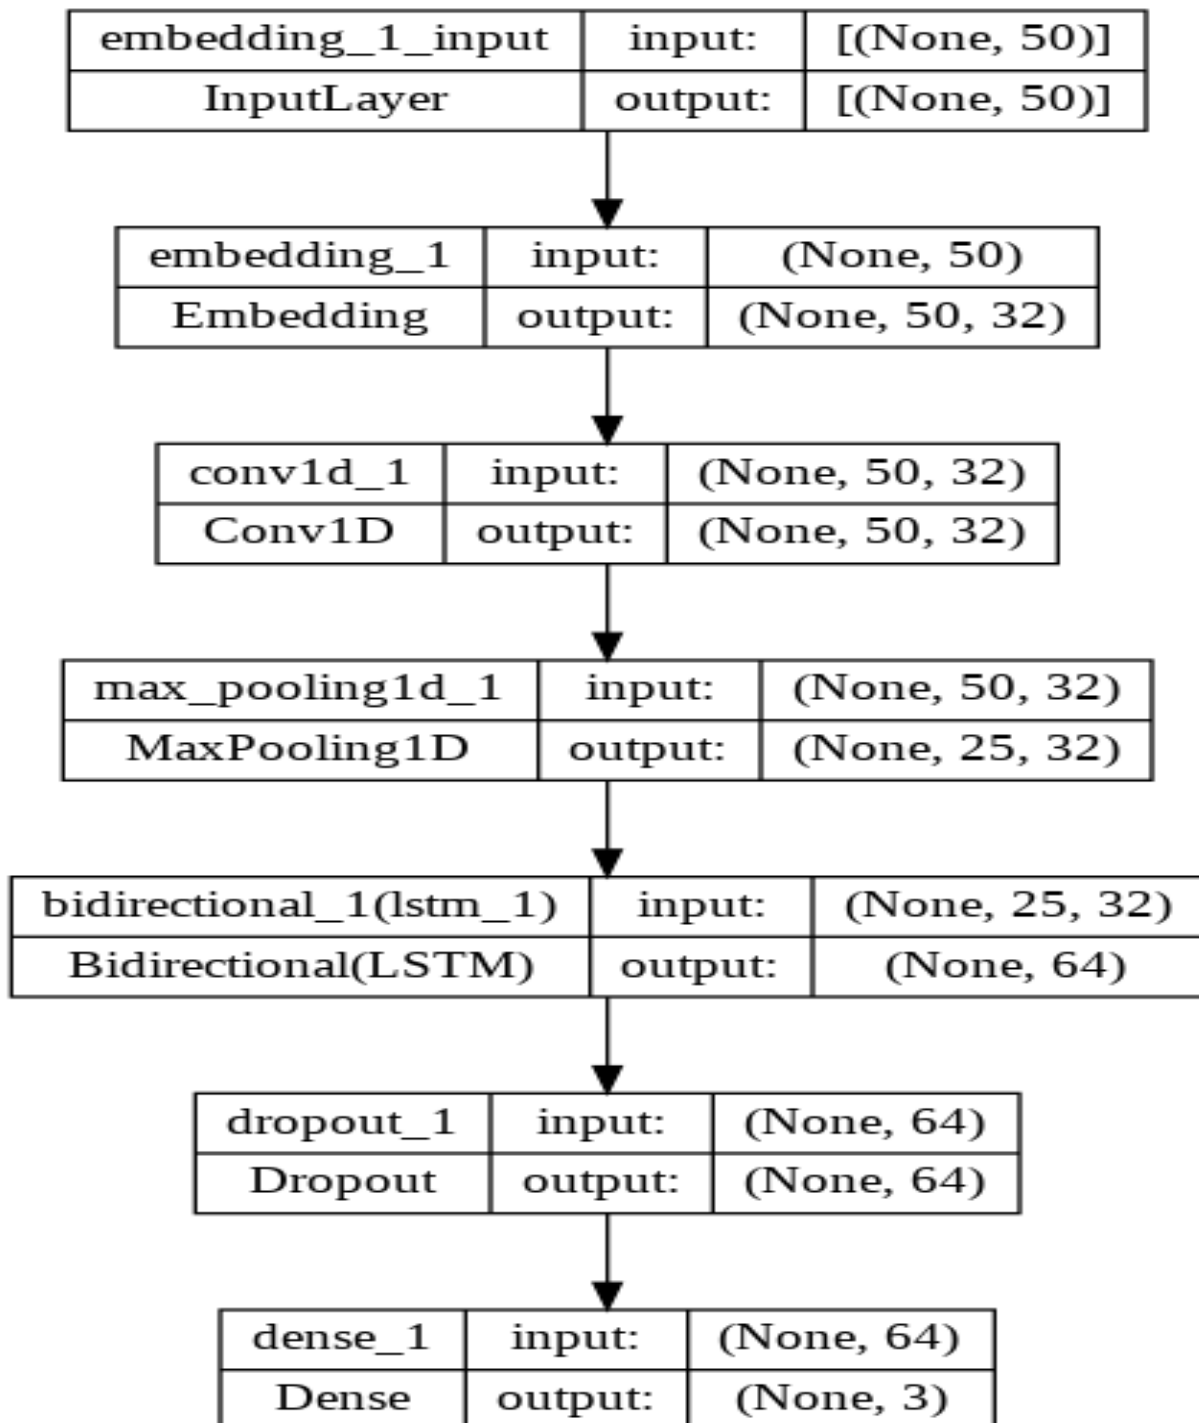 embedding_1_input input: [(None, 50)]
InputLayer output: [(None, 50)]
embedding_1 input: (None, 50)
Embedding output: (None, 50, 32)
conv1d_1 input: (None, 50, 32)
Conv1D output: (None, 50, 32)
max_pooling1d_1 input: (None, 50, 32)
MaxPooling1D output: (None, 25, 32)
bidirectional_1(lstm_1) input: (None, 25, 32)
Bidirectional(LSTM) output: (None, 64)
dropout_1 input: (None, 64)
Dropout output: (None, 64)
dense_1 input: (None, 64)
Dense output: (None, 3)